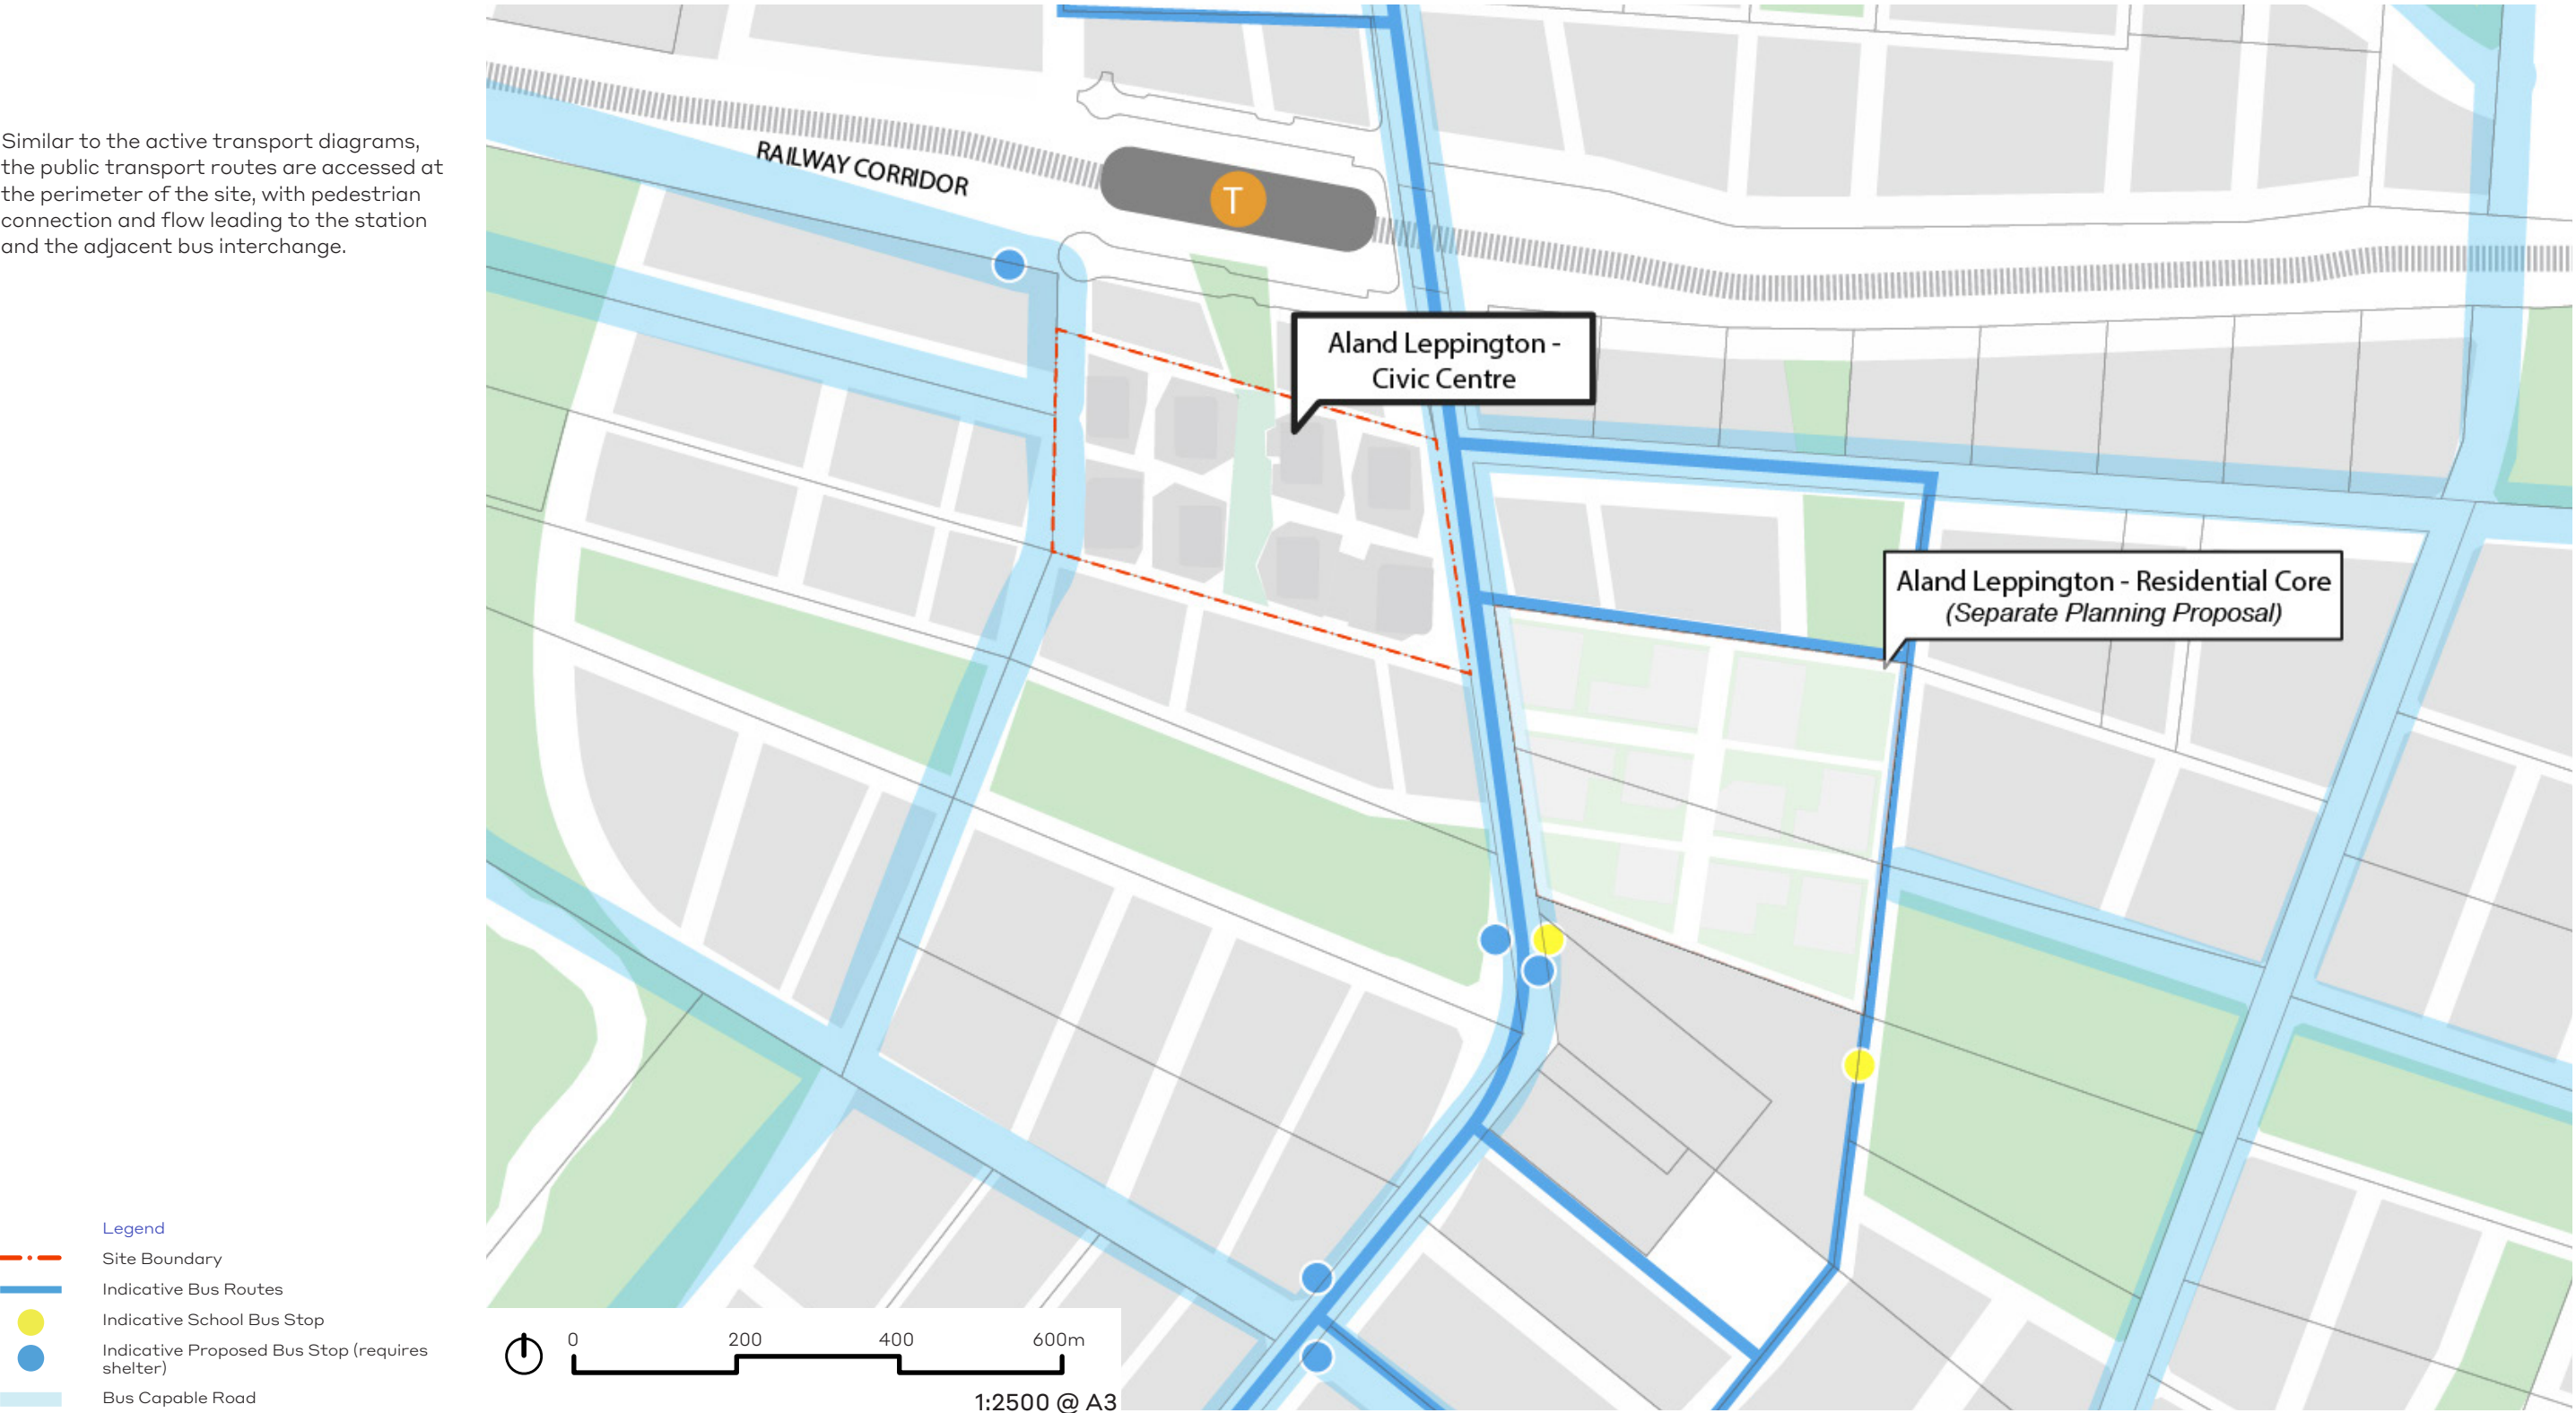 Similar to the active transport diagrams,
the public transport routes are accessed at
the perimeter of the site, with pedestrian
connection and flow leading to the station
and the adjacent bus interchange.
RAILWAY CORRIDOR
T
Aland Leppington -
Civic Centre
Aland Leppington - Residential Core
(Separate Planning Proposal)
Legend
Site Boundary
Indicative Bus Routes
Indicative School Bus Stop
Indicative Proposed Bus Stop (requires
shelter)
Bus Capable Road
0 200 400 600m
1:2500 @ A3